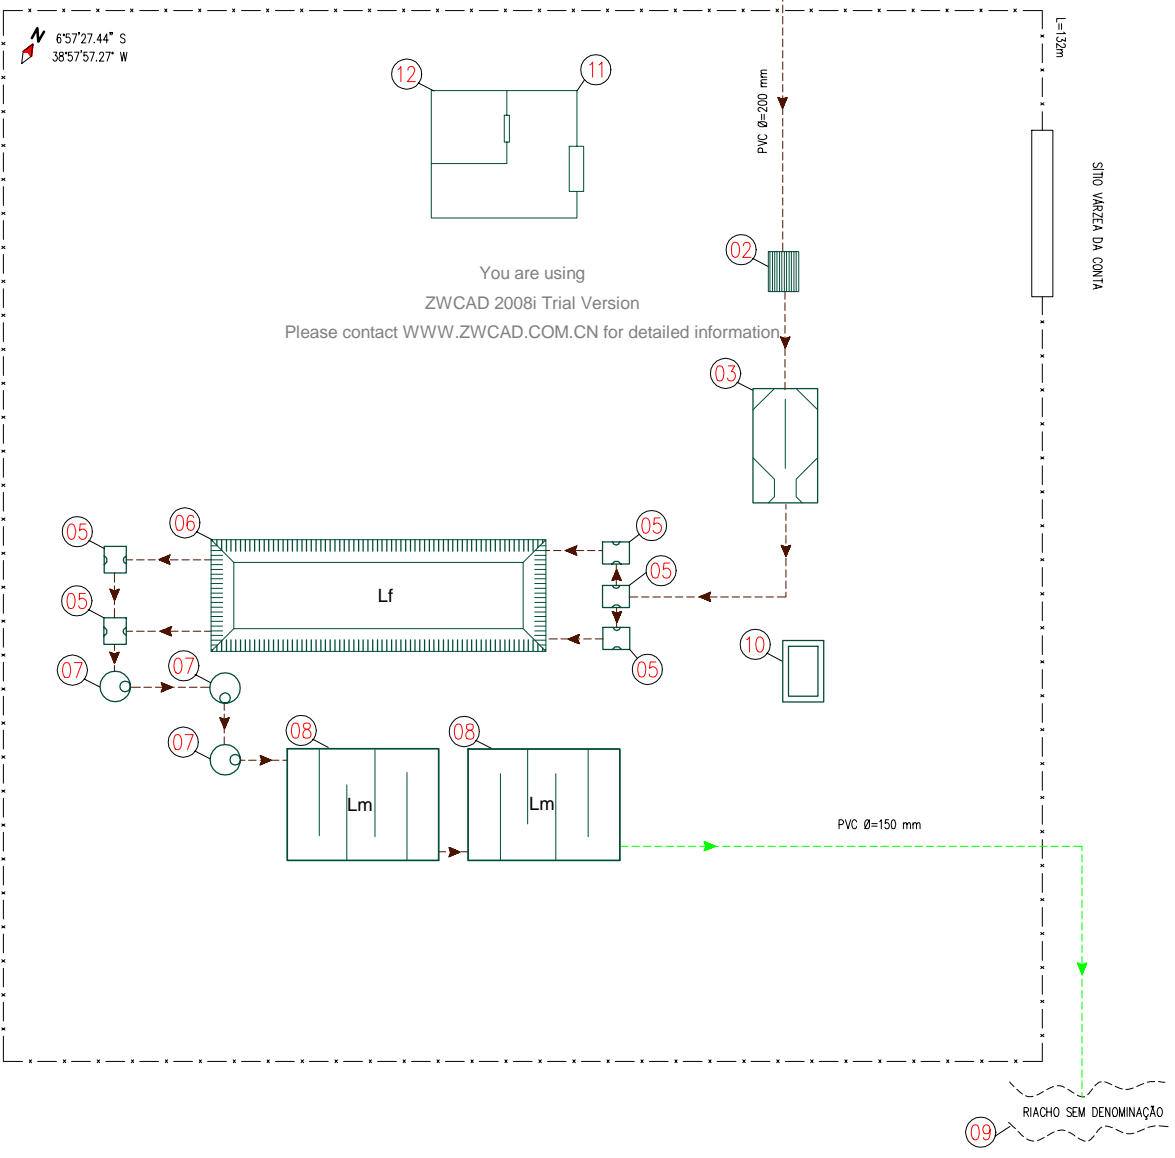 N
6°57'27.44" S
38°57'57.27" W
L=132m
12
11
PVC Ø=200 mm
SÍTIO VÁRZEA DA CONTA
02
You are using
ZWCAD 2008i Trial Version
Please contact WWW.ZWCAD.COM.CN for detailed information
03
05
06
05
05
Lf
05
10
05
07
07
07
08
08
Lm
Lm
PVC Ø=150 mm
RIACHO SEM DENOMINAÇÃO
09